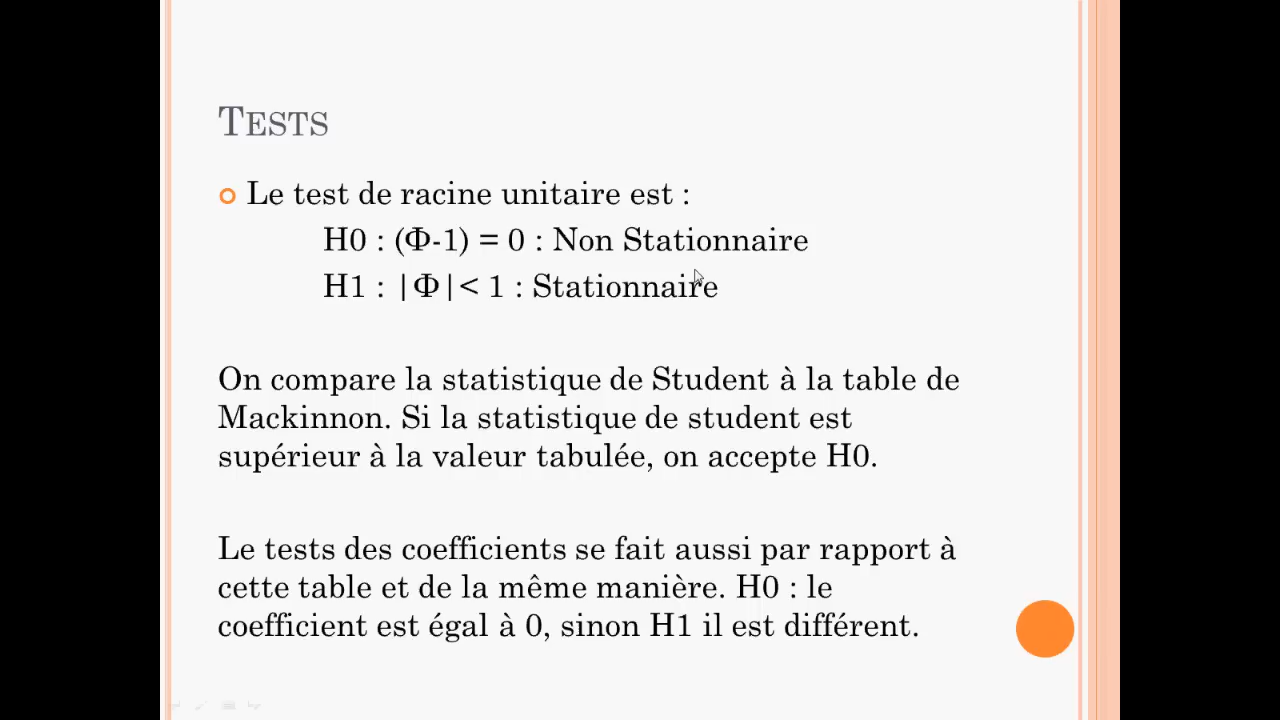 TESTS
Le test de racine unitaire est :
H0 : (Φ-1) = 0 : Non Stationnaire
H1 : |Φ|< 1 : Stationnaire
On compare la statistique de Student à la table de
Mackinnon. Si la statistique de student est
supérieur à la valeur tabulée, on accepte H0.
Le tests des coefficients se fait aussi par rapport à
cette table et de la même manière. H0 : le
coefficient est égal à 0, sinon H1 il est différent.